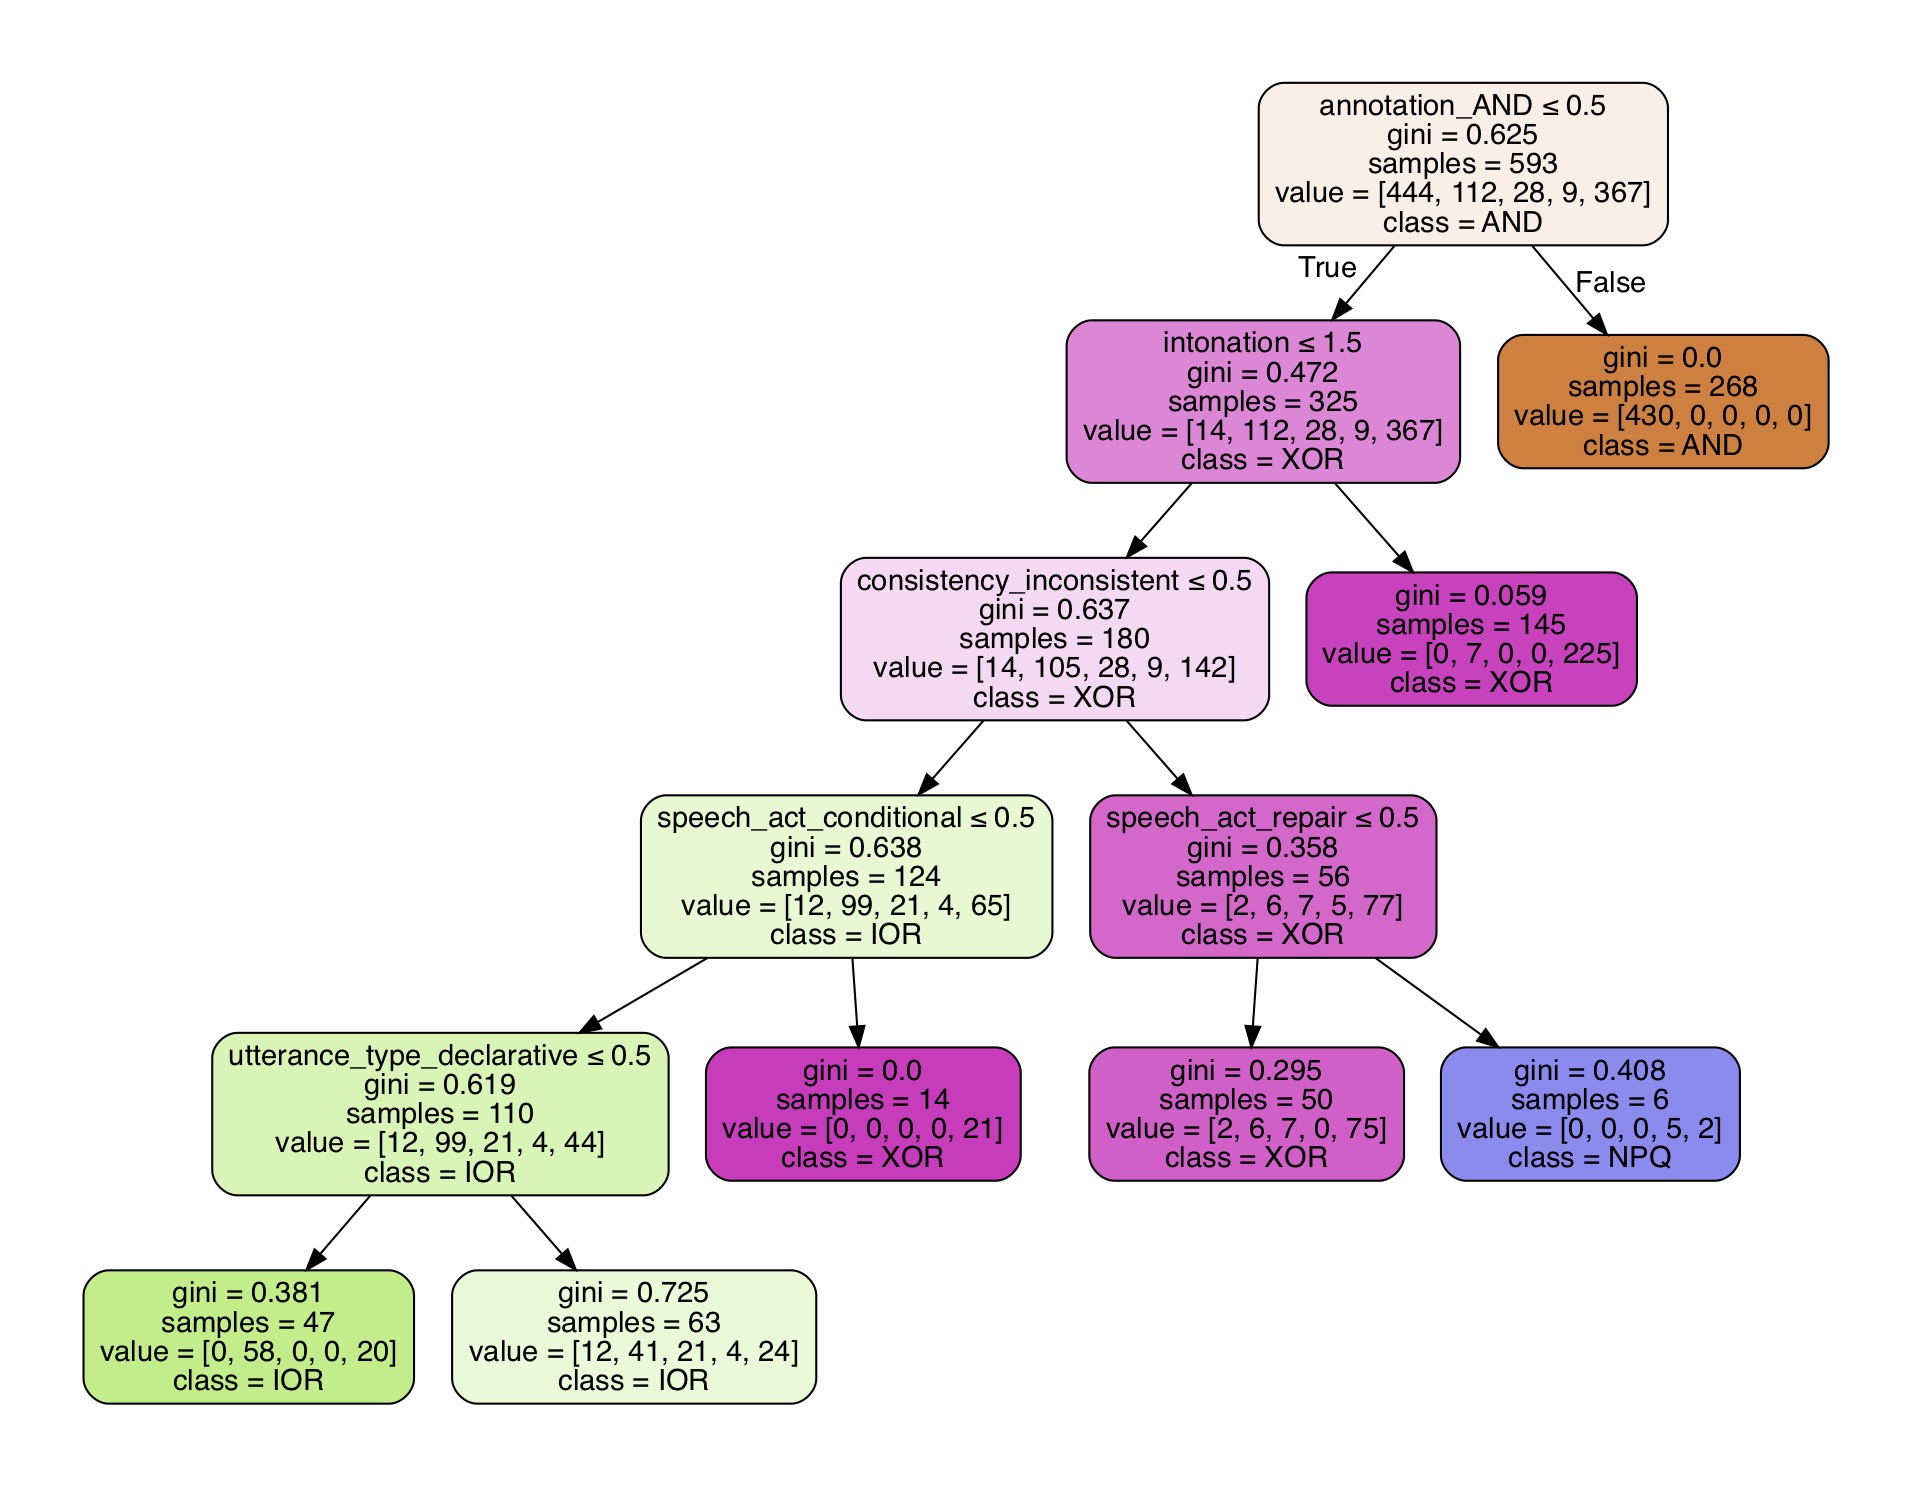 annotation_AND ≤ 0.5
gini = 0.625
samples = 593
value = [444, 112, 28, 9, 367]
class = AND
True
False
intonation ≤ 1.5
gini = 0.472
samples = 325
value = [14, 112, 28, 9, 367]
class = XOR
gini = 0.0
samples = 268
value = [430, 0, 0, 0, 0]
class = AND
consistency_inconsistent ≤ 0.5
gini = 0.637
samples = 180
value = [14, 105, 28, 9, 142]
class = XOR
gini = 0.059
samples = 145
value = [0, 7, 0, 0, 225]
class = XOR
speech_act_conditional ≤ 0.5
gini = 0.638
samples = 124
value = [12, 99, 21, 4, 65]
class = IOR
speech_act_repair ≤ 0.5
gini = 0.358
samples = 56
value = [2, 6, 7, 5, 77]
class = XOR
utterance_type_declarative ≤ 0.5
gini = 0.619
samples = 110
value = [12, 99, 21, 4, 44]
class = IOR
gini = 0.0
samples = 14
value = [0, 0, 0, 0, 21]
class = XOR
gini = 0.295
samples = 50
value = [2, 6, 7, 0, 75]
class = XOR
gini = 0.408
samples = 6
value = [0, 0, 0, 5, 2]
class = NPQ
gini = 0.381
samples = 47
value = [0, 58, 0, 0, 20]
class = IOR
gini = 0.725
samples = 63
value = [12, 41, 21, 4, 24]
class = IOR